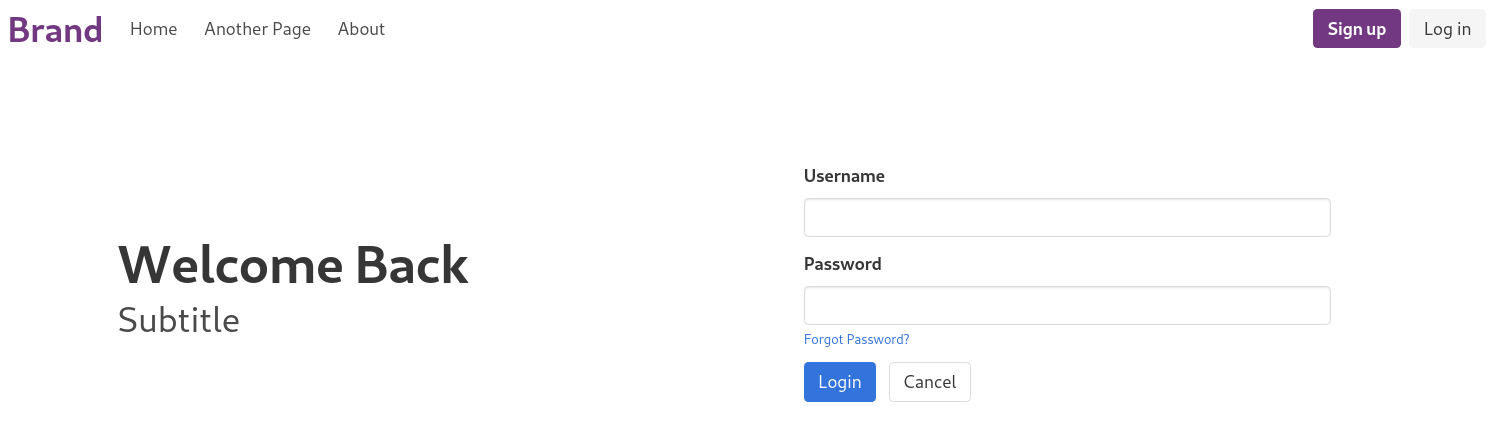 Brand Home Another Page About Sign up Log in
Welcome Back
Subtitle
Username
Password
Forgot Password?
Login Cancel